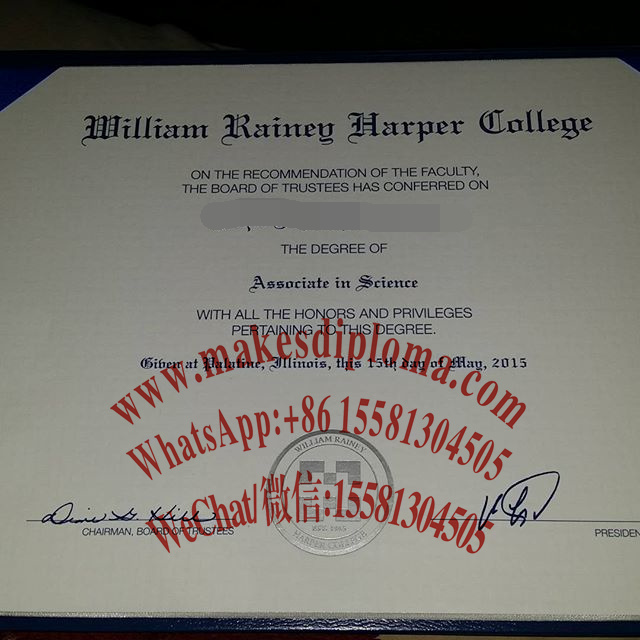 William Rainey Harper College
ON THE RECOMMENDATION OF THE FACULTY,
THE BOARD OF TRUSTEES HAS CONFERRED ON
THE DEGREE OF
Associate in Science
WITH ALL THE HONORS AND PRIVILEGES
PERTAINING TO THIS DEGREE.
Given at Palatine, Illinois, this 15th day of May, 2015
www.makesdiploma.com
WhatsApp:+86 15581304505
WeChat/微信: 15581304505
WILLIAM RAINEY
EST. 1965
HARPER COLLEGE
CHAIRMAN, BOARD OF TRUSTEES
PRESIDEN